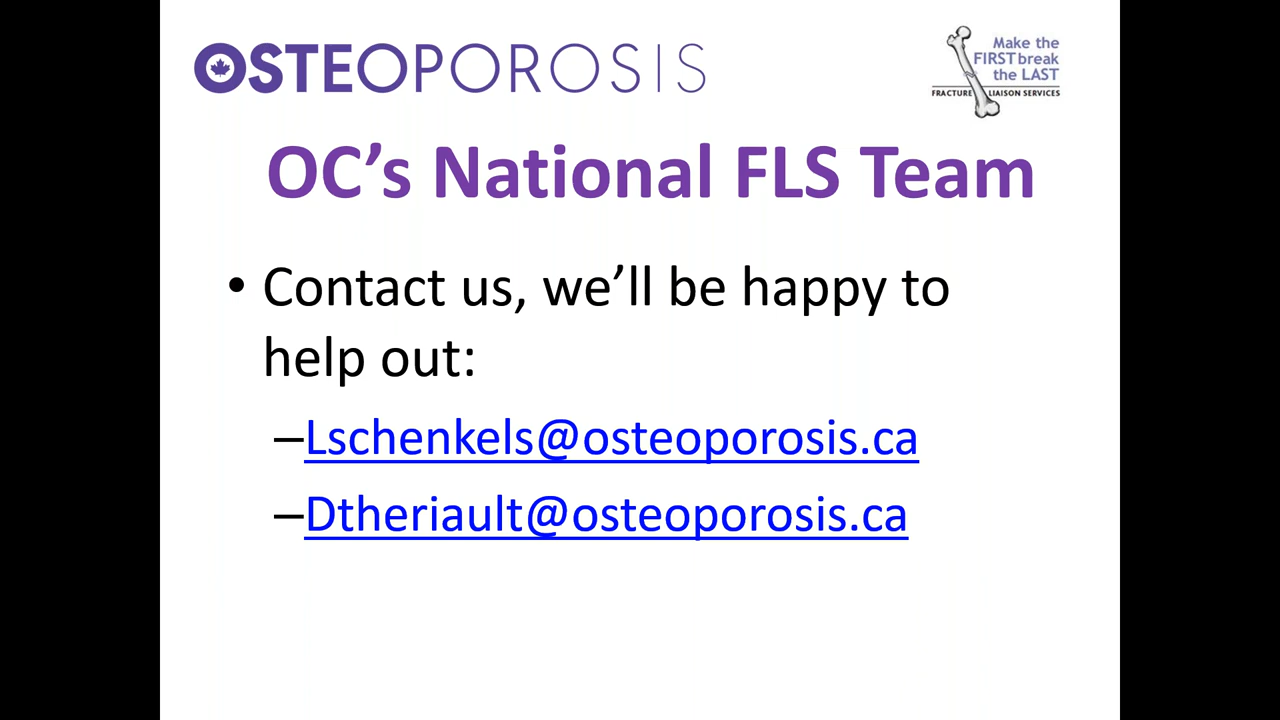 OSTEOPOROSIS
Make the
FIRST break
the LAST
FRACTURE LIAISON SERVICES
OC’s National FLS Team
• Contact us, we’ll be happy to
help out:
–Lschenkels@osteoporosis.ca
–Dtheriault@osteoporosis.ca